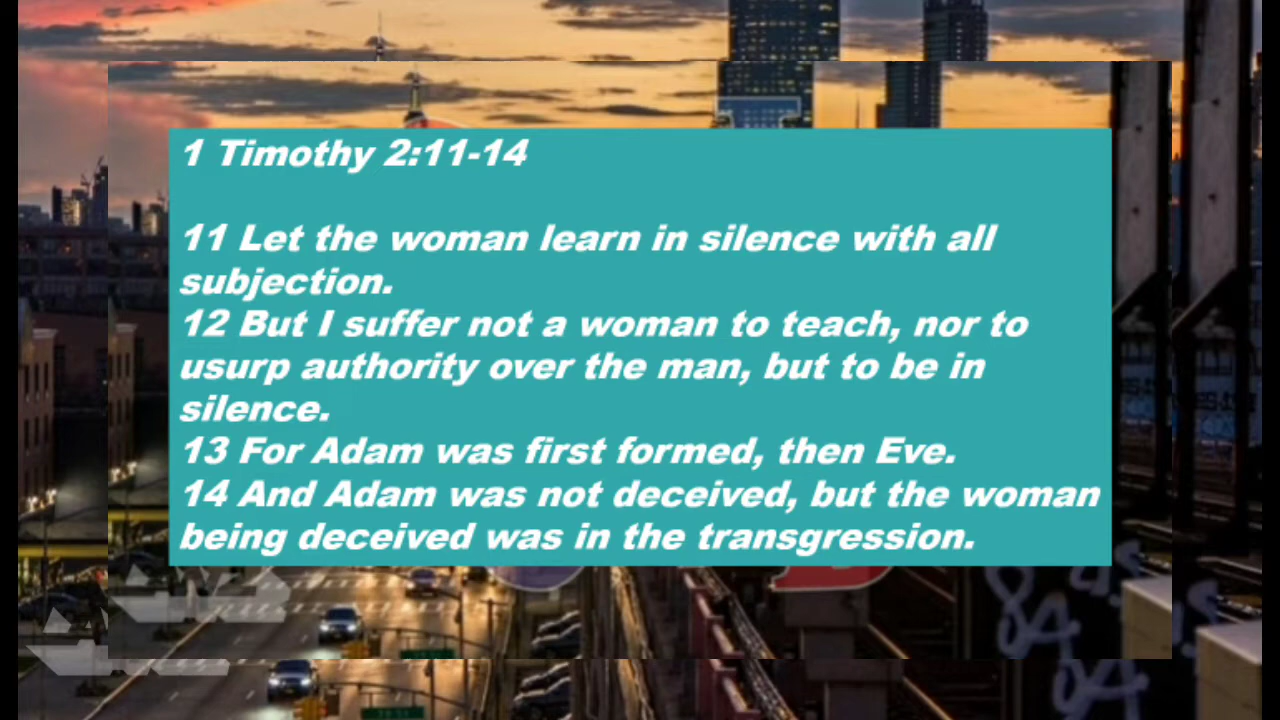 1 Timothy 2:11-14
11 Let the woman learn in silence with all
subjection.
12 But I suffer not a woman to teach, nor to
usurp authority over the man, but to be in
silence.
13 For Adam was first formed, then Eve.
14 And Adam was not deceived, but the woman
being deceived was in the transgression.